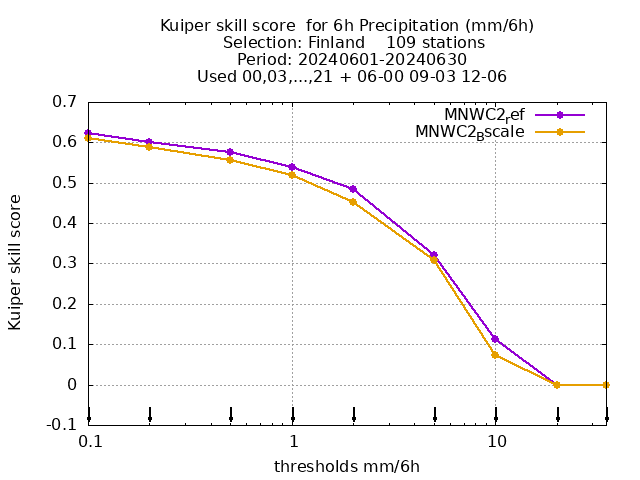 Kuiper skill score  for 6h Precipitation (mm/6h)
Selection: Finland    109 stations
Period: 20240601-20240630
Used 00,03,...,21 + 06-00 09-03 12-06
MNWC2ref
MNWC2Bscale
Kuiper skill score
0.7
0.6
0.5
0.4
0.3
0.2
0.1
0
-0.1
0.1 1 10
thresholds mm/6h